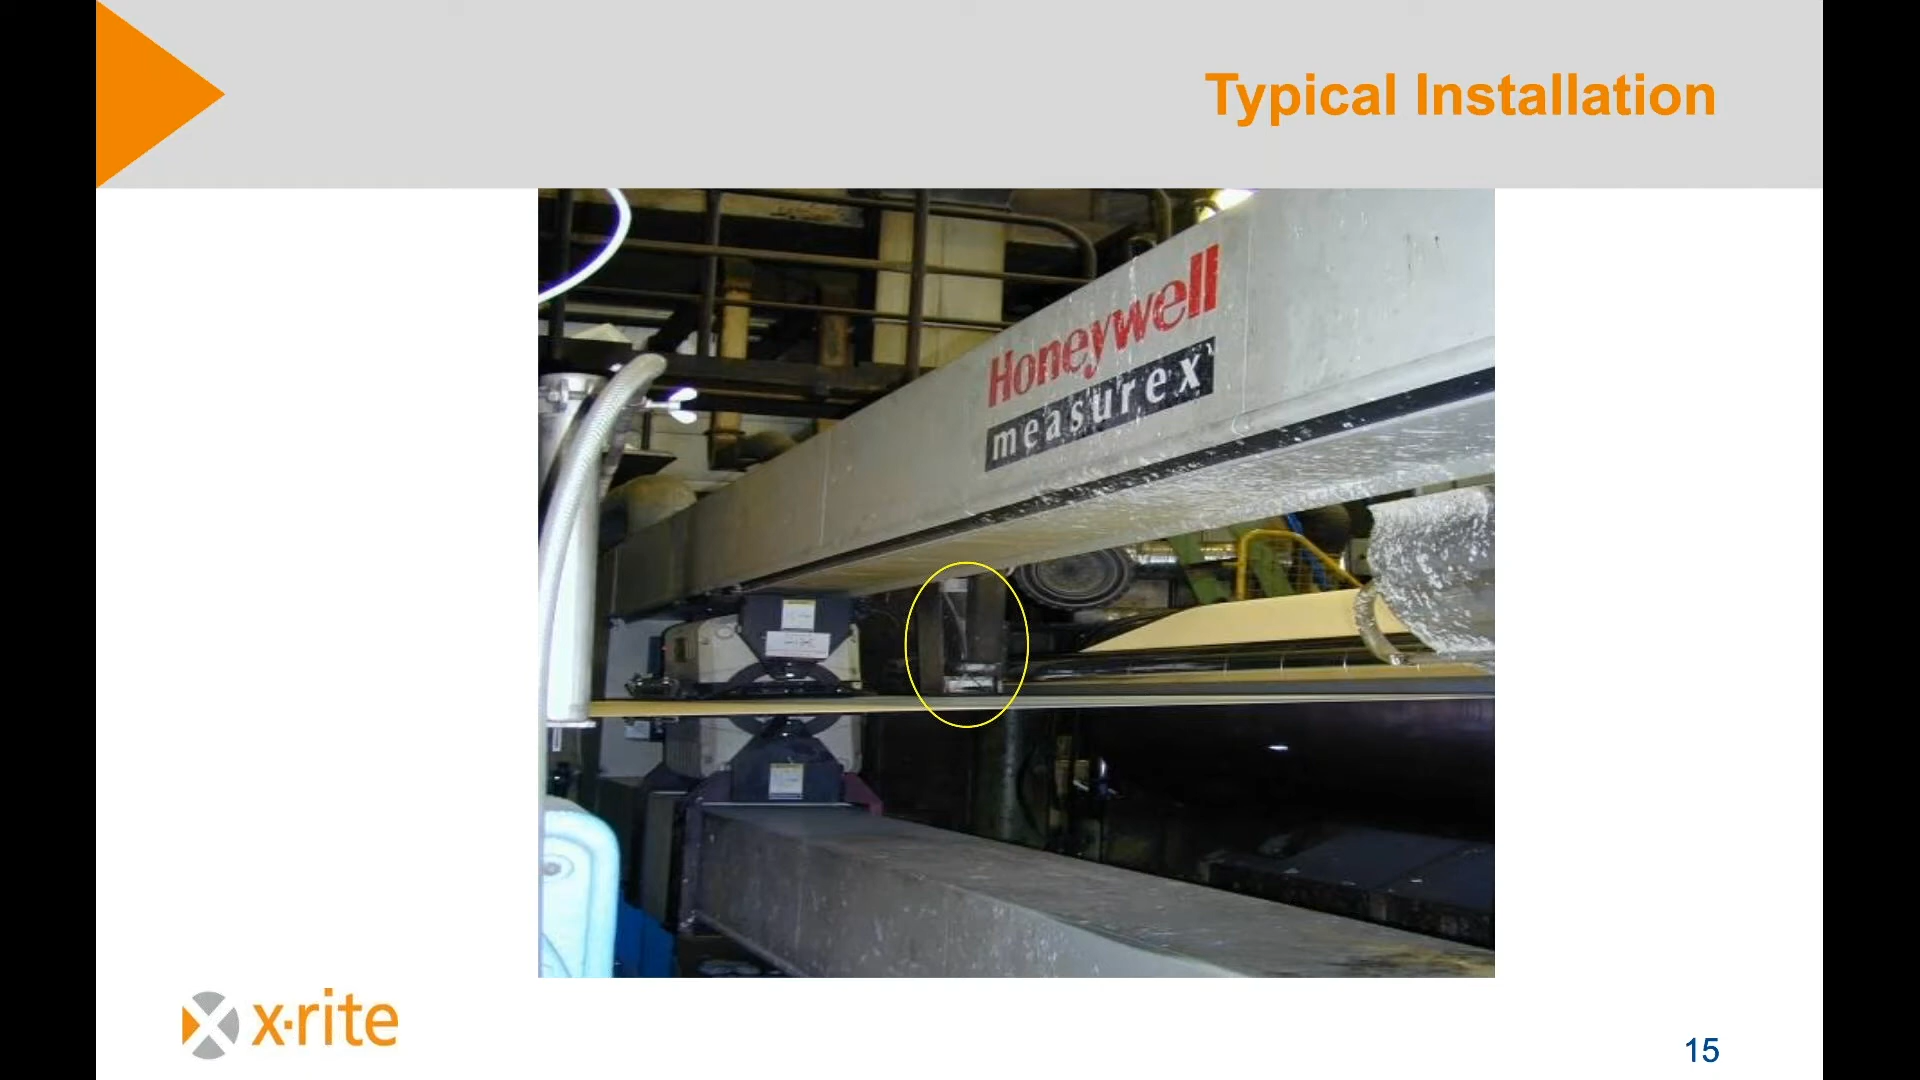 Typical Installation
Honeywell
measurex
x·rite
15